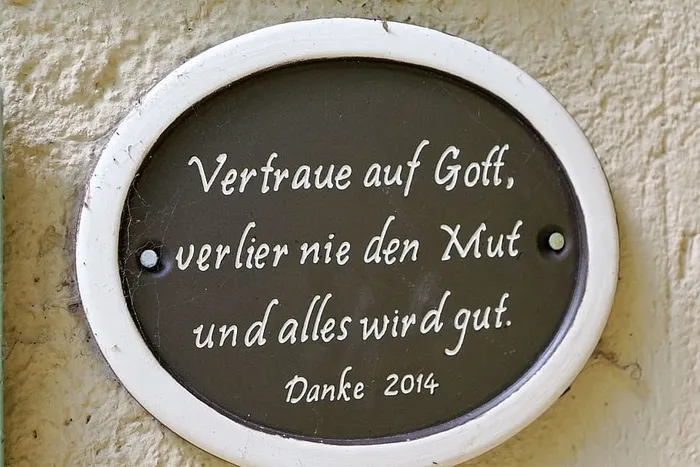 Vertraue auf Gott,
verlier nie den Mut
und alles wird gut.
Danke 2014